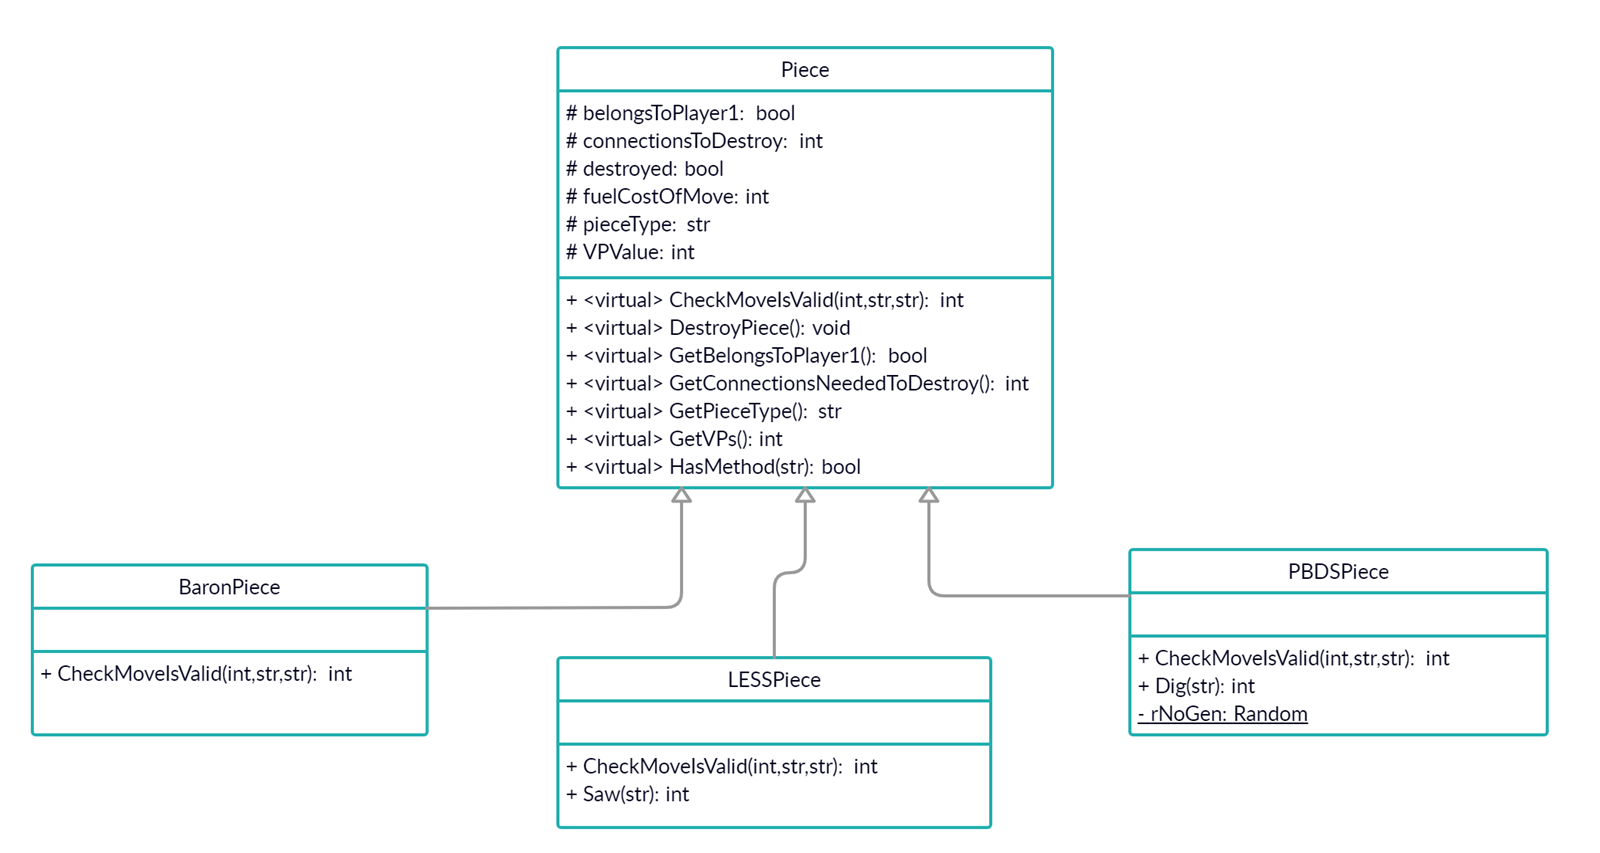 Piece
# belongsToPlayer1:  bool
# connectionsToDestroy:  int
# destroyed: bool
# fuelCostOfMove: int
# pieceType:  str
# VPValue: int
+ <virtual> CheckMoveIsValid(int,str,str):  int
+ <virtual> DestroyPiece(): void
+ <virtual> GetBelongsToPlayer1():  bool
+ <virtual> GetConnectionsNeededToDestroy():  int
+ <virtual> GetPieceType():  str
+ <virtual> GetVPs(): int
+ <virtual> HasMethod(str): bool
BaronPiece
+ CheckMoveIsValid(int,str,str):  int
LESSPiece
+ CheckMoveIsValid(int,str,str):  int
+ Saw(str): int
PBDSPiece
+ CheckMoveIsValid(int,str,str):  int
+ Dig(str): int
- rNoGen: Random